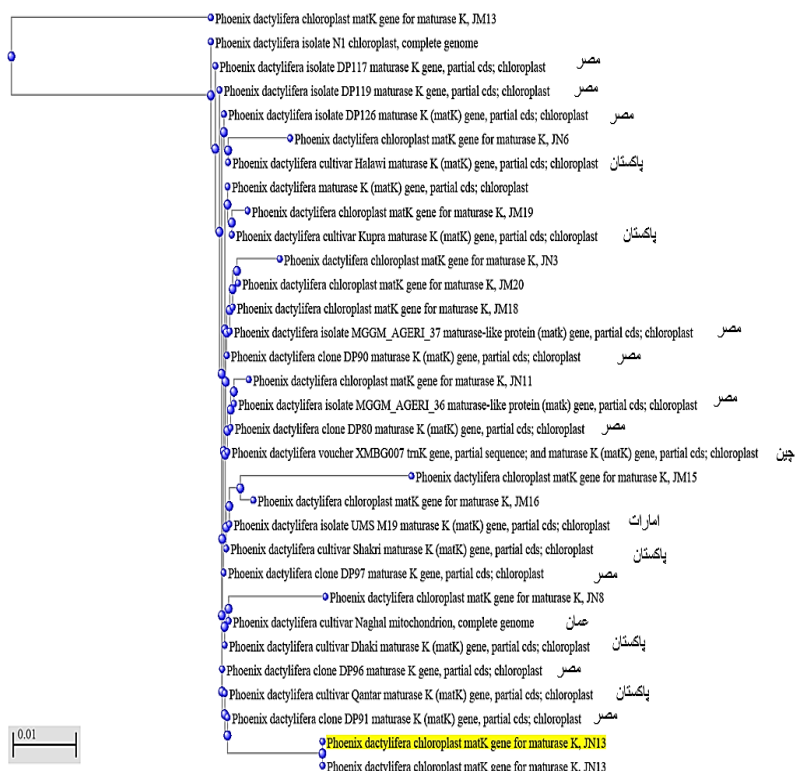 Phoenix dactylifera chloroplast matK gene for maturase K, JM13
Phoenix dactylifera isolate N1 chloroplast, complete genome
Phoenix dactylifera isolate DP117 maturase K gene, partial cds; chloroplast مصر
Phoenix dactylifera isolate DP119 maturase K gene, partial cds; chloroplast مصر
Phoenix dactylifera isolate DP126 maturase K (matK) gene, partial cds; chloroplast مصر
Phoenix dactylifera chloroplast matK gene for maturase K, JN6
Phoenix dactylifera cultivar Halawi maturase K (matK) gene, partial cds; chloroplast پاکستان
Phoenix dactylifera maturase K (matK) gene, partial cds; chloroplast
Phoenix dactylifera chloroplast matK gene for maturase K, JM19
Phoenix dactylifera cultivar Kupra maturase K (matK) gene, partial cds; chloroplast پاکستان
Phoenix dactylifera chloroplast matK gene for maturase K, JN3
Phoenix dactylifera chloroplast matK gene for maturase K, JM20
Phoenix dactylifera chloroplast matK gene for maturase K, JM18
Phoenix dactylifera isolate MGGM_AGERI_37 maturase-like protein (matk) gene, partial cds; chloroplast مصر
Phoenix dactylifera clone DP90 maturase K (matK) gene, partial cds; chloroplast مصر
Phoenix dactylifera chloroplast matK gene for maturase K, JN11
Phoenix dactylifera isolate MGGM_AGERI_36 maturase-like protein (matk) gene, partial cds; chloroplast مصر
Phoenix dactylifera clone DP80 maturase K (matK) gene, partial cds; chloroplast مصر
Phoenix dactylifera voucher XMBG007 trnK gene, partial sequence; and maturase K (matK) gene, partial cds; chloroplast چین
Phoenix dactylifera chloroplast matK gene for maturase K, JM15
Phoenix dactylifera chloroplast matK gene for maturase K, JM16
Phoenix dactylifera isolate UMS M19 maturase K (matK) gene, partial cds; chloroplast امارات
Phoenix dactylifera cultivar Shakri maturase K (matK) gene, partial cds; chloroplast پاکستان
Phoenix dactylifera clone DP97 maturase K gene, partial cds; chloroplast مصر
Phoenix dactylifera chloroplast matK gene for maturase K, JN8
Phoenix dactylifera cultivar Naghal mitochondrion, complete genome عمان
Phoenix dactylifera cultivar Dhaki maturase K (matK) gene, partial cds; chloroplast پاکستان
Phoenix dactylifera clone DP96 maturase K gene, partial cds; chloroplast مصر
Phoenix dactylifera cultivar Qantar maturase K (matK) gene, partial cds; chloroplast پاکستان
Phoenix dactylifera clone DP91 maturase K (matK) gene, partial cds; chloroplast مصر
0.01
Phoenix dactylifera chloroplast matK gene for maturase K, JN13
Phoenix dactylifera chloroplast matK gene for maturase K, JN13